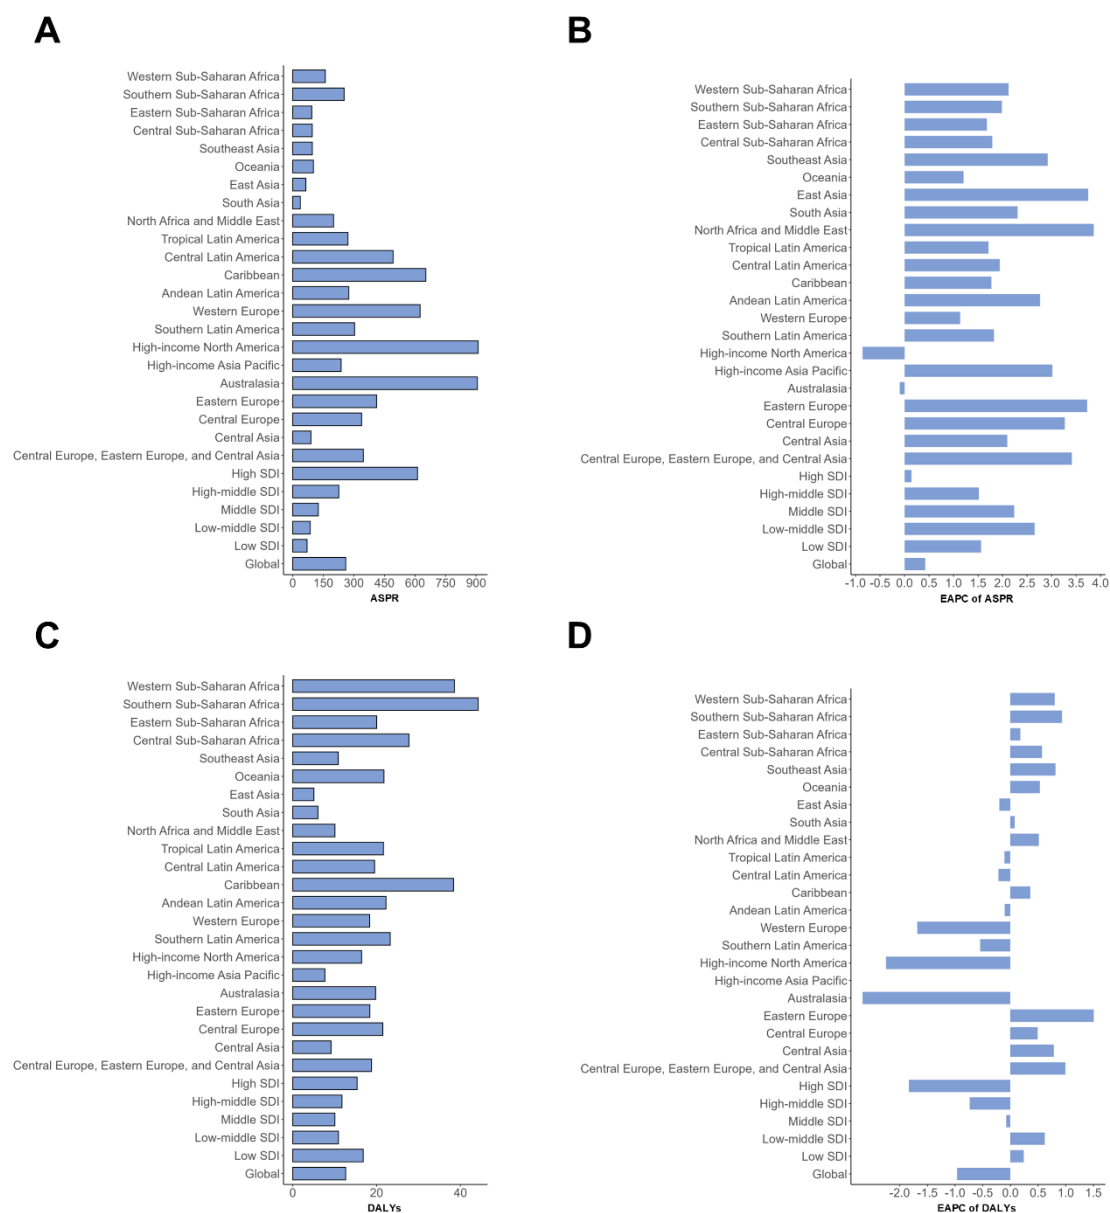 A
Western Sub-Saharan Africa
Southern Sub-Saharan Africa
Eastern Sub-Saharan Africa
Central Sub-Saharan Africa
Southeast Asia
Oceania
East Asia
South Asia
North Africa and Middle East
Tropical Latin America
Central Latin America
Caribbean
Andean Latin America
Western Europe
Southern Latin America
High-income North America
High-income Asia Pacific
Australasia
Eastern Europe
Central Europe
Central Asia
Central Europe, Eastern Europe, and Central Asia
High SDI
High-middle SDI
Middle SDI
Low-middle SDI
Low SDI
Global
0 150 300 450 600 750 900
ASPR
B
Western Sub-Saharan Africa
Southern Sub-Saharan Africa
Eastern Sub-Saharan Africa
Central Sub-Saharan Africa
Southeast Asia
Oceania
East Asia
South Asia
North Africa and Middle East
Tropical Latin America
Central Latin America
Caribbean
Andean Latin America
Western Europe
Southern Latin America
High-income North America
High-income Asia Pacific
Australasia
Eastern Europe
Central Europe
Central Asia
Central Europe, Eastern Europe, and Central Asia
High SDI
High-middle SDI
Middle SDI
Low-middle SDI
Low SDI
Global
-1.0 -0.5 0.0 0.5 1.0 1.5 2.0 2.5 3.0 3.5 4.0
EAPC of ASPR
C
Western Sub-Saharan Africa
Southern Sub-Saharan Africa
Eastern Sub-Saharan Africa
Central Sub-Saharan Africa
Southeast Asia
Oceania
East Asia
South Asia
North Africa and Middle East
Tropical Latin America
Central Latin America
Caribbean
Andean Latin America
Western Europe
Southern Latin America
High-income North America
High-income Asia Pacific
Australasia
Eastern Europe
Central Europe
Central Asia
Central Europe, Eastern Europe, and Central Asia
High SDI
High-middle SDI
Middle SDI
Low-middle SDI
Low SDI
Global
0 20 40
DALYs
D
Western Sub-Saharan Africa
Southern Sub-Saharan Africa
Eastern Sub-Saharan Africa
Central Sub-Saharan Africa
Southeast Asia
Oceania
East Asia
South Asia
North Africa and Middle East
Tropical Latin America
Central Latin America
Caribbean
Andean Latin America
Western Europe
Southern Latin America
High-income North America
High-income Asia Pacific
Australasia
Eastern Europe
Central Europe
Central Asia
Central Europe, Eastern Europe, and Central Asia
High SDI
High-middle SDI
Middle SDI
Low-middle SDI
Low SDI
Global
-2.0 -1.5 -1.0 -0.5 0.0 0.5 1.0 1.5
EAPC of DALYs